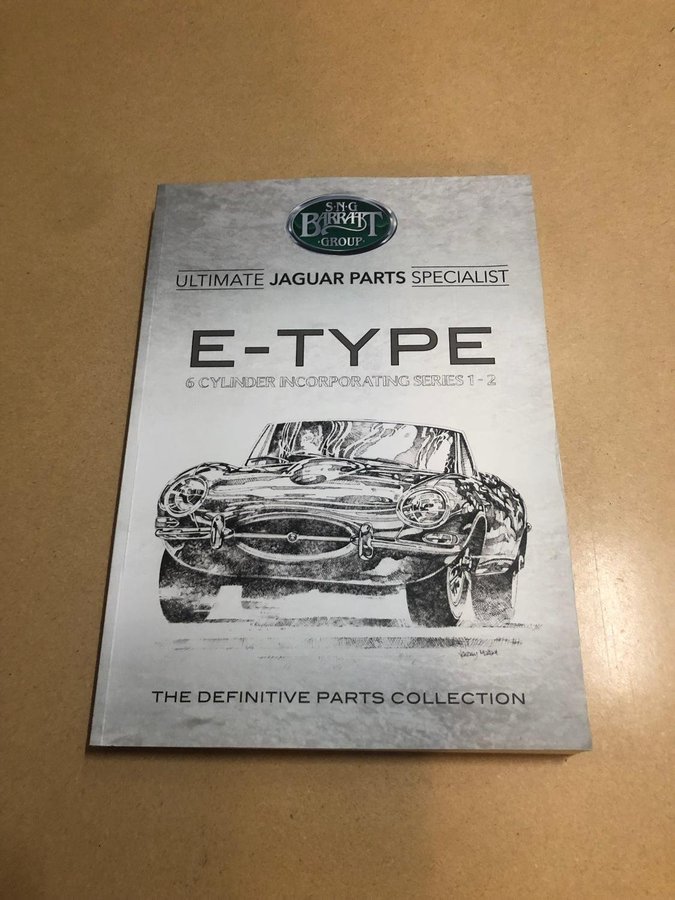 S·N·G
BARRATT
·GROUP·
ULTIMATE JAGUAR PARTS SPECIALIST
E-TYPE
6 CYLINDER INCORPORATING SERIES 1 - 2
THE DEFINITIVE PARTS COLLECTION